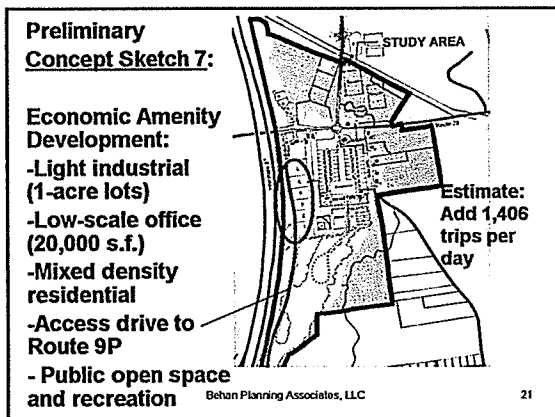 Preliminary
Concept Sketch 7:
STUDY AREA
Economic Amenity
Development:
-Light industrial
(1-acre lots)
-Low-scale office
(20,000 s.f.)
-Mixed density
residential
-Access drive to
Route 9P
- Public open space
and recreation
Estimate:
Add 1,406
trips per
day
Behan Planning Associates, LLC
21